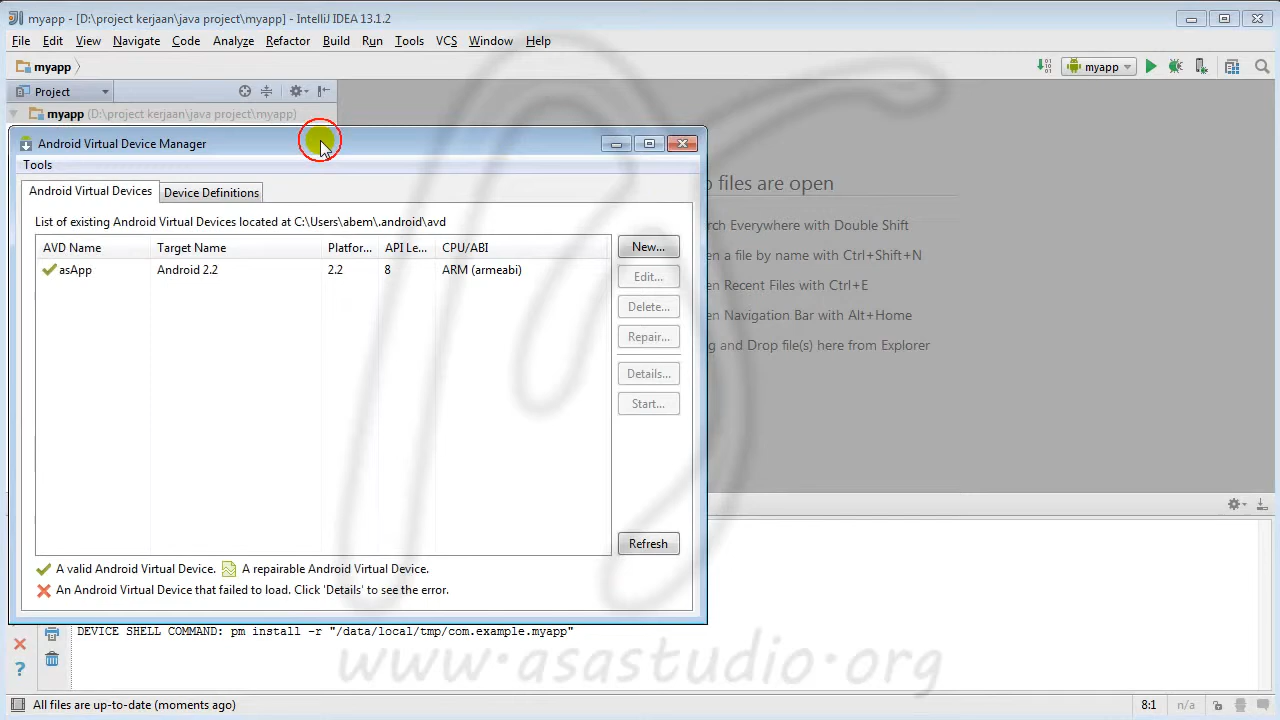 myapp - [D:\project kerjaan\java project\myapp] - IntelliJ IDEA 13.1.2
File Edit View Navigate Code Analyze Refactor Build Run Tools VCS Window Help
myapp
myapp
Project
myapp (D:\project kerjaan\java project\myapp)
Android Virtual Device Manager
Tools
Android Virtual Devices
Device Definitions
List of existing Android Virtual Devices located at C:\Users\abem\.android\avd
AVD Name Target Name Platfor... API Le... CPU/ABI
asApp Android 2.2 2.2 8 ARM (armeabi)
New...
Edit...
Delete...
Repair...
Details...
Start...
Refresh
A valid Android Virtual Device. A repairable Android Virtual Device.
An Android Virtual Device that failed to load. Click 'Details' to see the error.
files are open
Everywhere with Double Shift
a file by name with Ctrl+Shift+N
Recent Files with Ctrl+E
Navigation Bar with Alt+Home
and Drop file(s) here from Explorer
DEVICE SHELL COMMAND: pm install -r "/data/local/tmp/com.example.myapp"
www.asastudio.org
All files are up-to-date (moments ago)
8:1
n/a